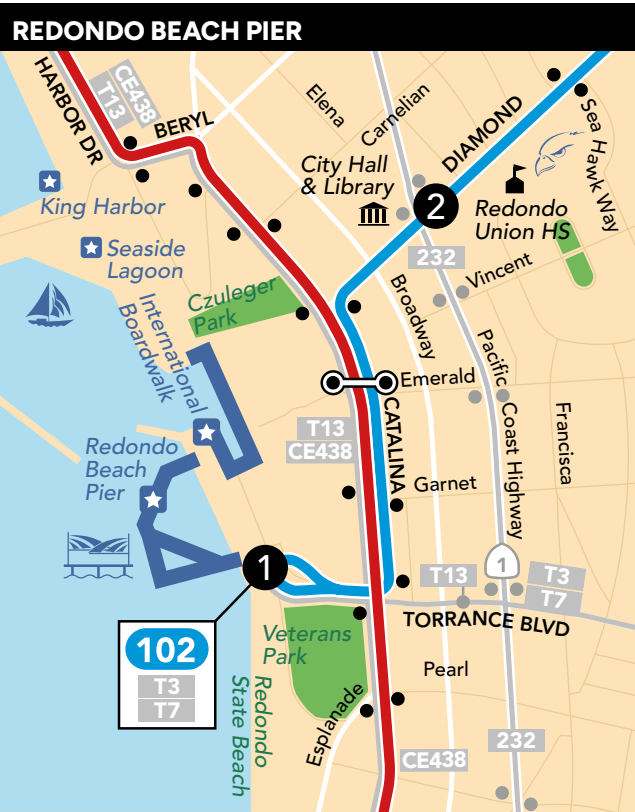 REDONDO BEACH PIER
HARBOR DR
CE438
T13
BERYL
Elena
Carnelian
DIAMOND
Sea Hawk Way
City Hall
& Library
2
Redondo
Union HS
King Harbor
Seaside
Lagoon
232
Vincent
Czuleger
Park
International
Boardwalk
Broadway
Pacific Coast Highway
Emerald
CATALINA
Francisca
T13
CE438
Redondo
Beach
Pier
Garnet
1
1
T13
T3
T7
TORRANCE BLVD
102
T3
T7
Veterans
Park
Redondo
State Beach
Esplanade
Pearl
232
CE438